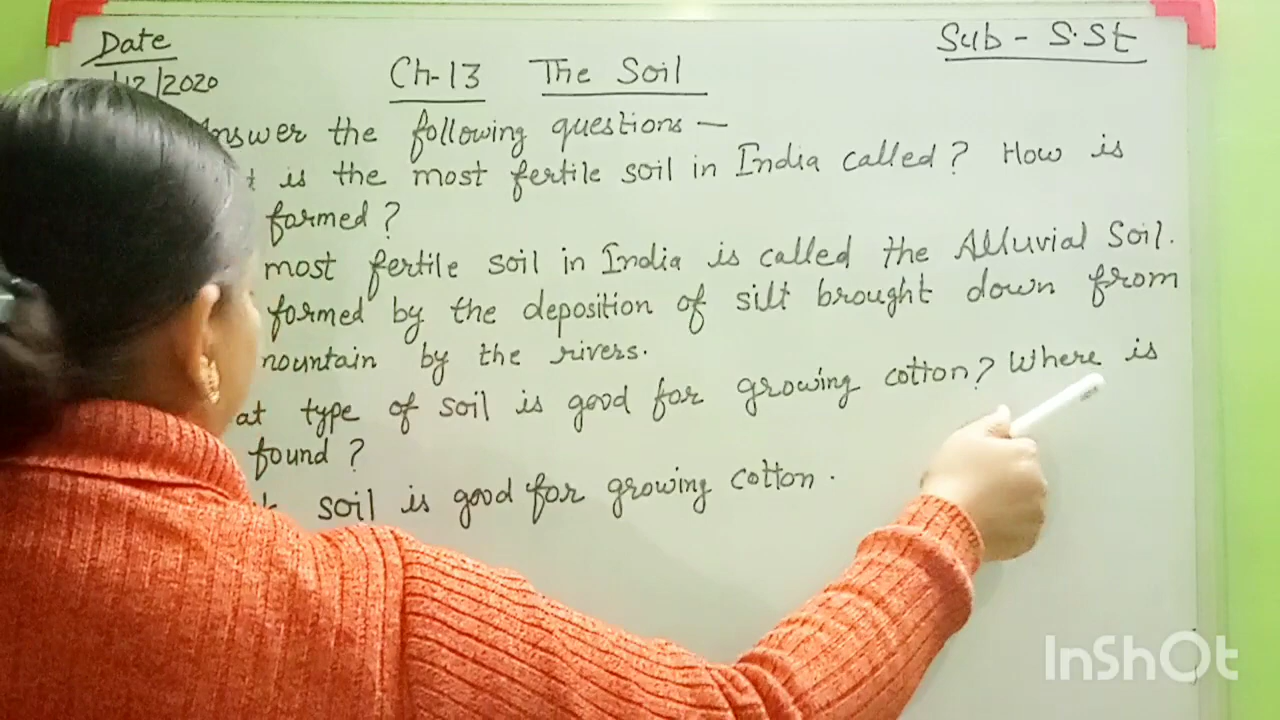 Date
Sub - S.St
12/2020
Ch-13 The Soil
Answer the following questions —
is the most fertile soil in India called? How is
formed?
most fertile soil in India is called the Alluvial Soil.
formed by the deposition of silt brought down from
mountain by the rivers.
at type of soil is good for growing cotton? Where is
found?
soil is good for growing cotton.
InShOt